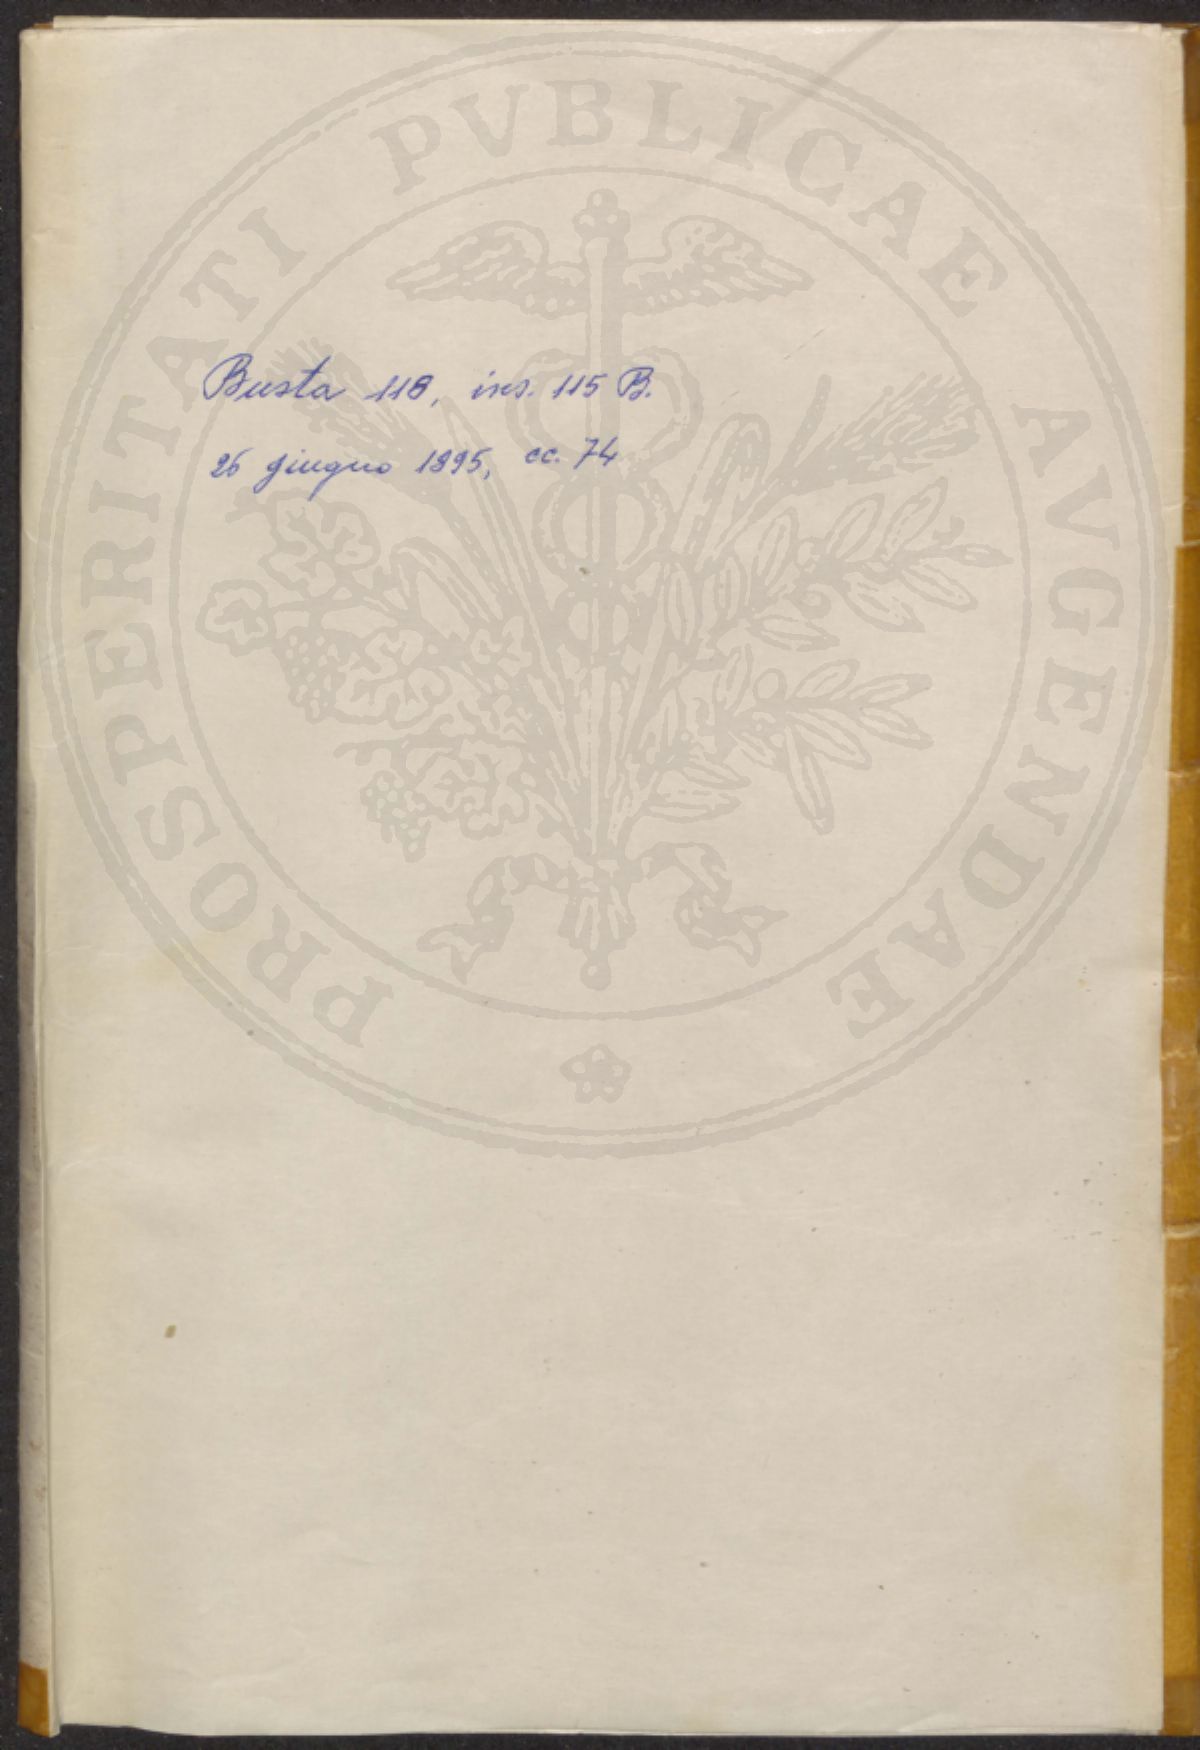 PROSPERITATI PVBLICAE AVGENDAE
Busta 118, ins. 115 B.
26 giugno 1895, cc. 74